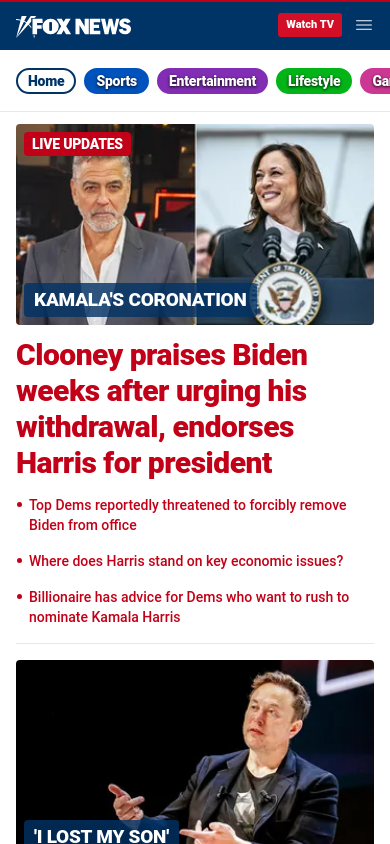 FOX NEWS
Watch TV
Home Sports Entertainment Lifestyle Ga
LIVE UPDATES
KAMALA'S CORONATION
Clooney praises Biden
weeks after urging his
withdrawal, endorses
Harris for president
• Top Dems reportedly threatened to forcibly remove
Biden from office
• Where does Harris stand on key economic issues?
• Billionaire has advice for Dems who want to rush to
nominate Kamala Harris
'I LOST MY SON'